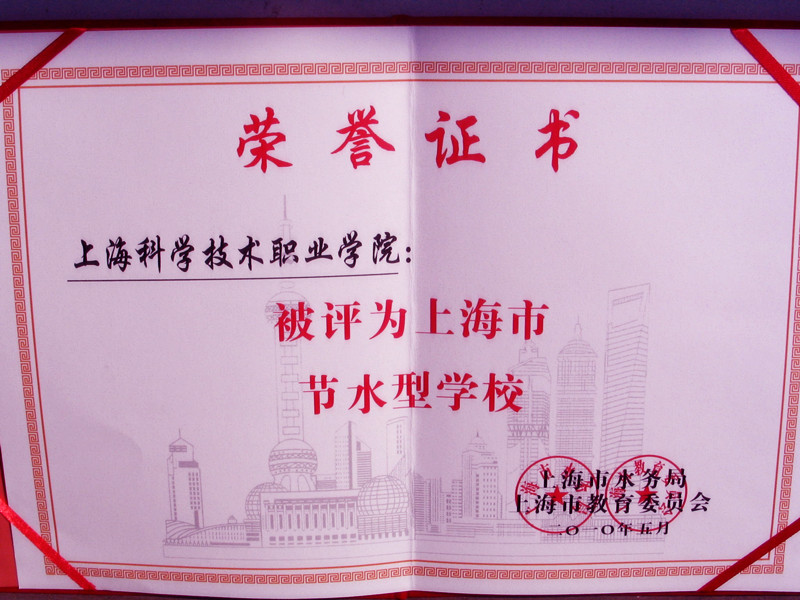 荣誉证书
上海科学技术职业学院：
被评为上海市
节水型学校
上海市水务局
上海市教育委员会
二〇一〇年五月